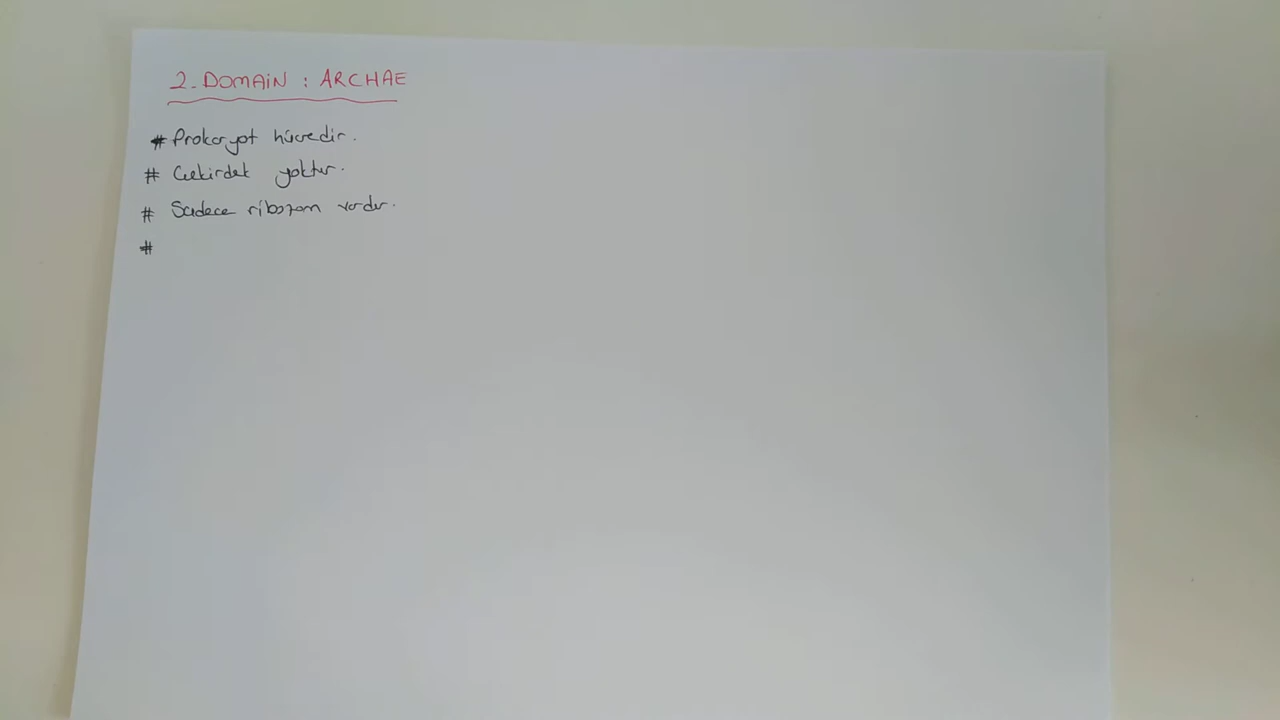 2. DOMAIN : ARCHAE
# Prokaryot hücredir.
# Çekirdek yoktur.
# Sadece ribozom vardır.
#